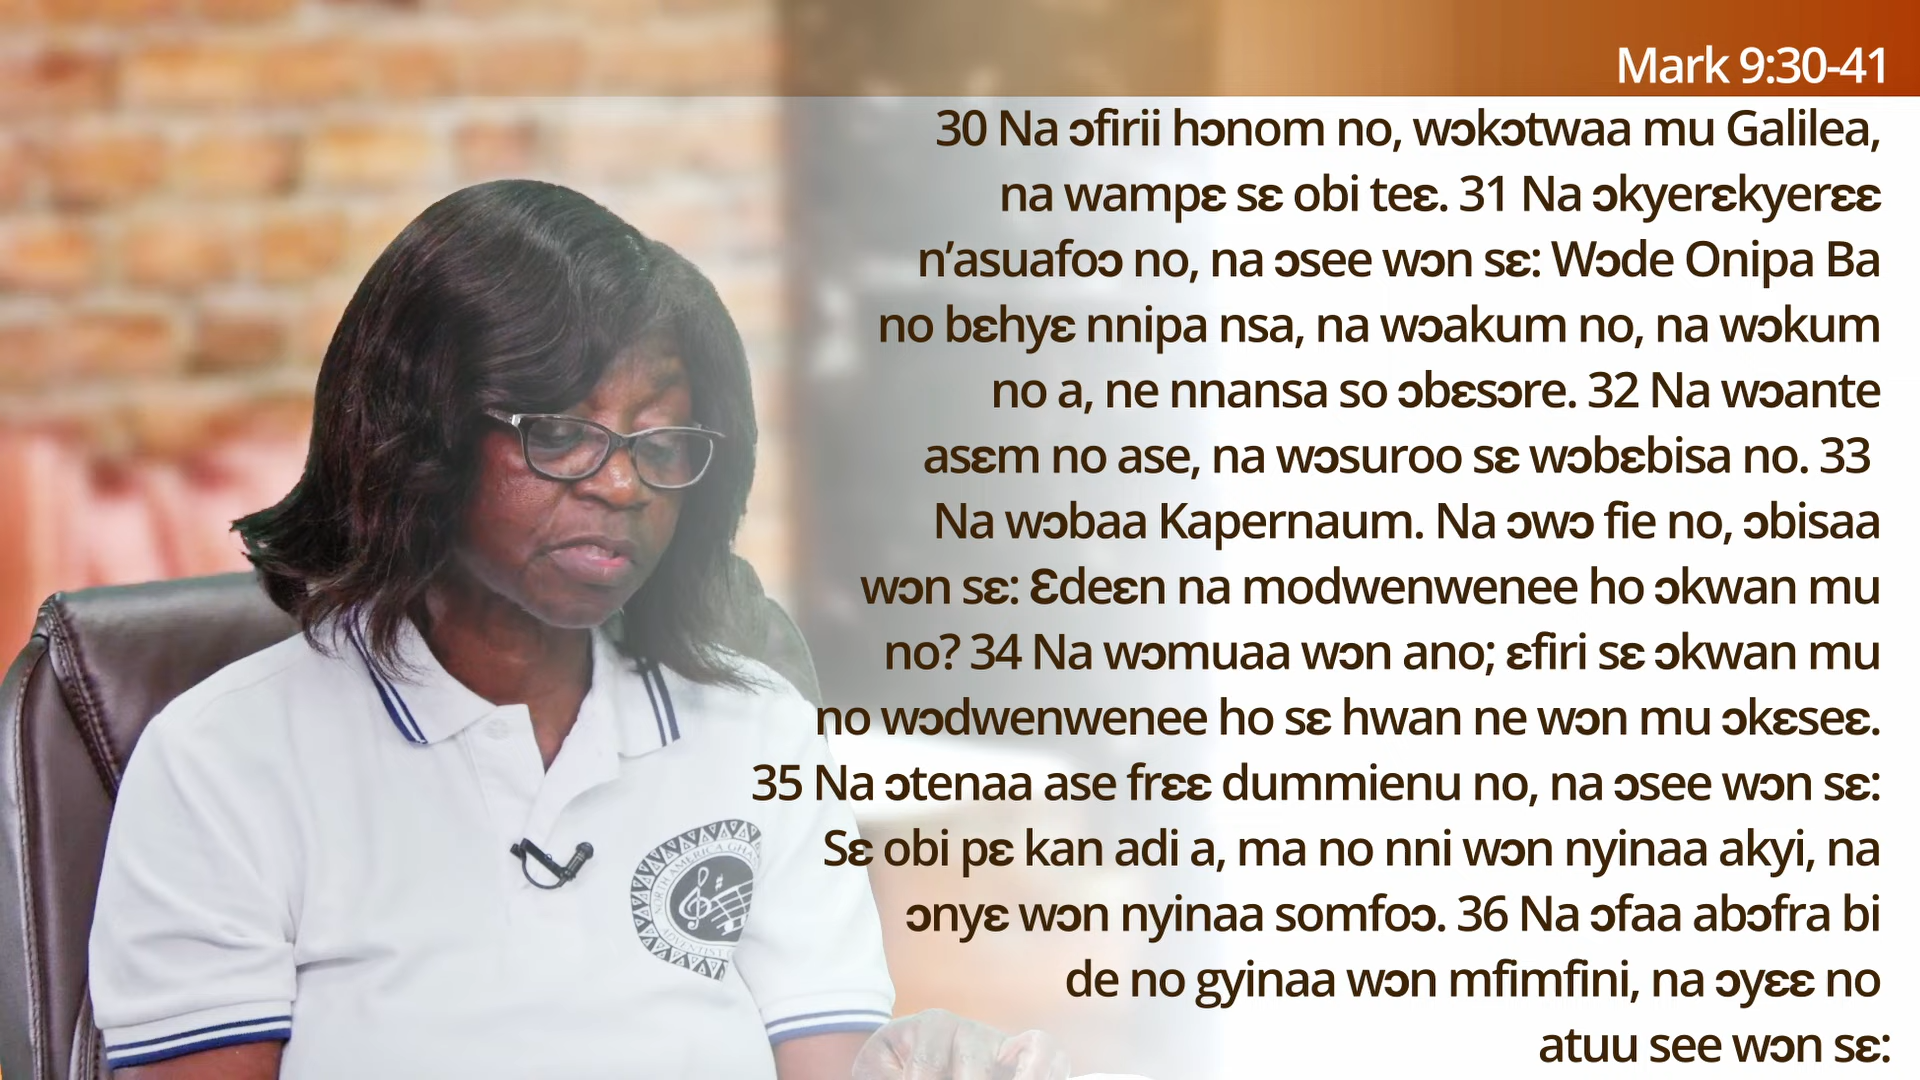 Mark 9:30-41
30 Na ɔfirii hɔnom no, wɔkɔtwaa mu Galilea,
na wampɛ sɛ obi teɛ. 31 Na ɔkyerɛkyerɛɛ
n’asuafoɔ no, na ɔsee wɔn sɛ: Wɔde Onipa Ba
no bɛhyɛ nnipa nsa, na wɔakum no, na wɔkum
no a, ne nnansa so ɔbɛsɔre. 32 Na wɔante
asɛm no ase, na wɔsuroo sɛ wɔbɛbisa no. 33
Na wɔbaa Kapernaum. Na ɔwɔ fie no, ɔbisaa
wɔn sɛ: Ɛdeɛn na modwenwenee ho ɔkwan mu
no? 34 Na wɔmuaa wɔn ano; ɛfiri sɛ ɔkwan mu
no wɔdwenwenee ho sɛ hwan ne wɔn mu ɔkɛseɛ.
35 Na ɔtenaa ase frɛɛ dummienu no, na ɔsee wɔn sɛ:
Sɛ obi pɛ kan adi a, ma no nni wɔn nyinaa akyi, na
ɔnyɛ wɔn nyinaa somfoɔ. 36 Na ɔfaa abɔfra bi
de no gyinaa wɔn mfimfini, na ɔyɛɛ no
atuu see wɔn sɛ:
NORTH AMERICA
ADVENTIST